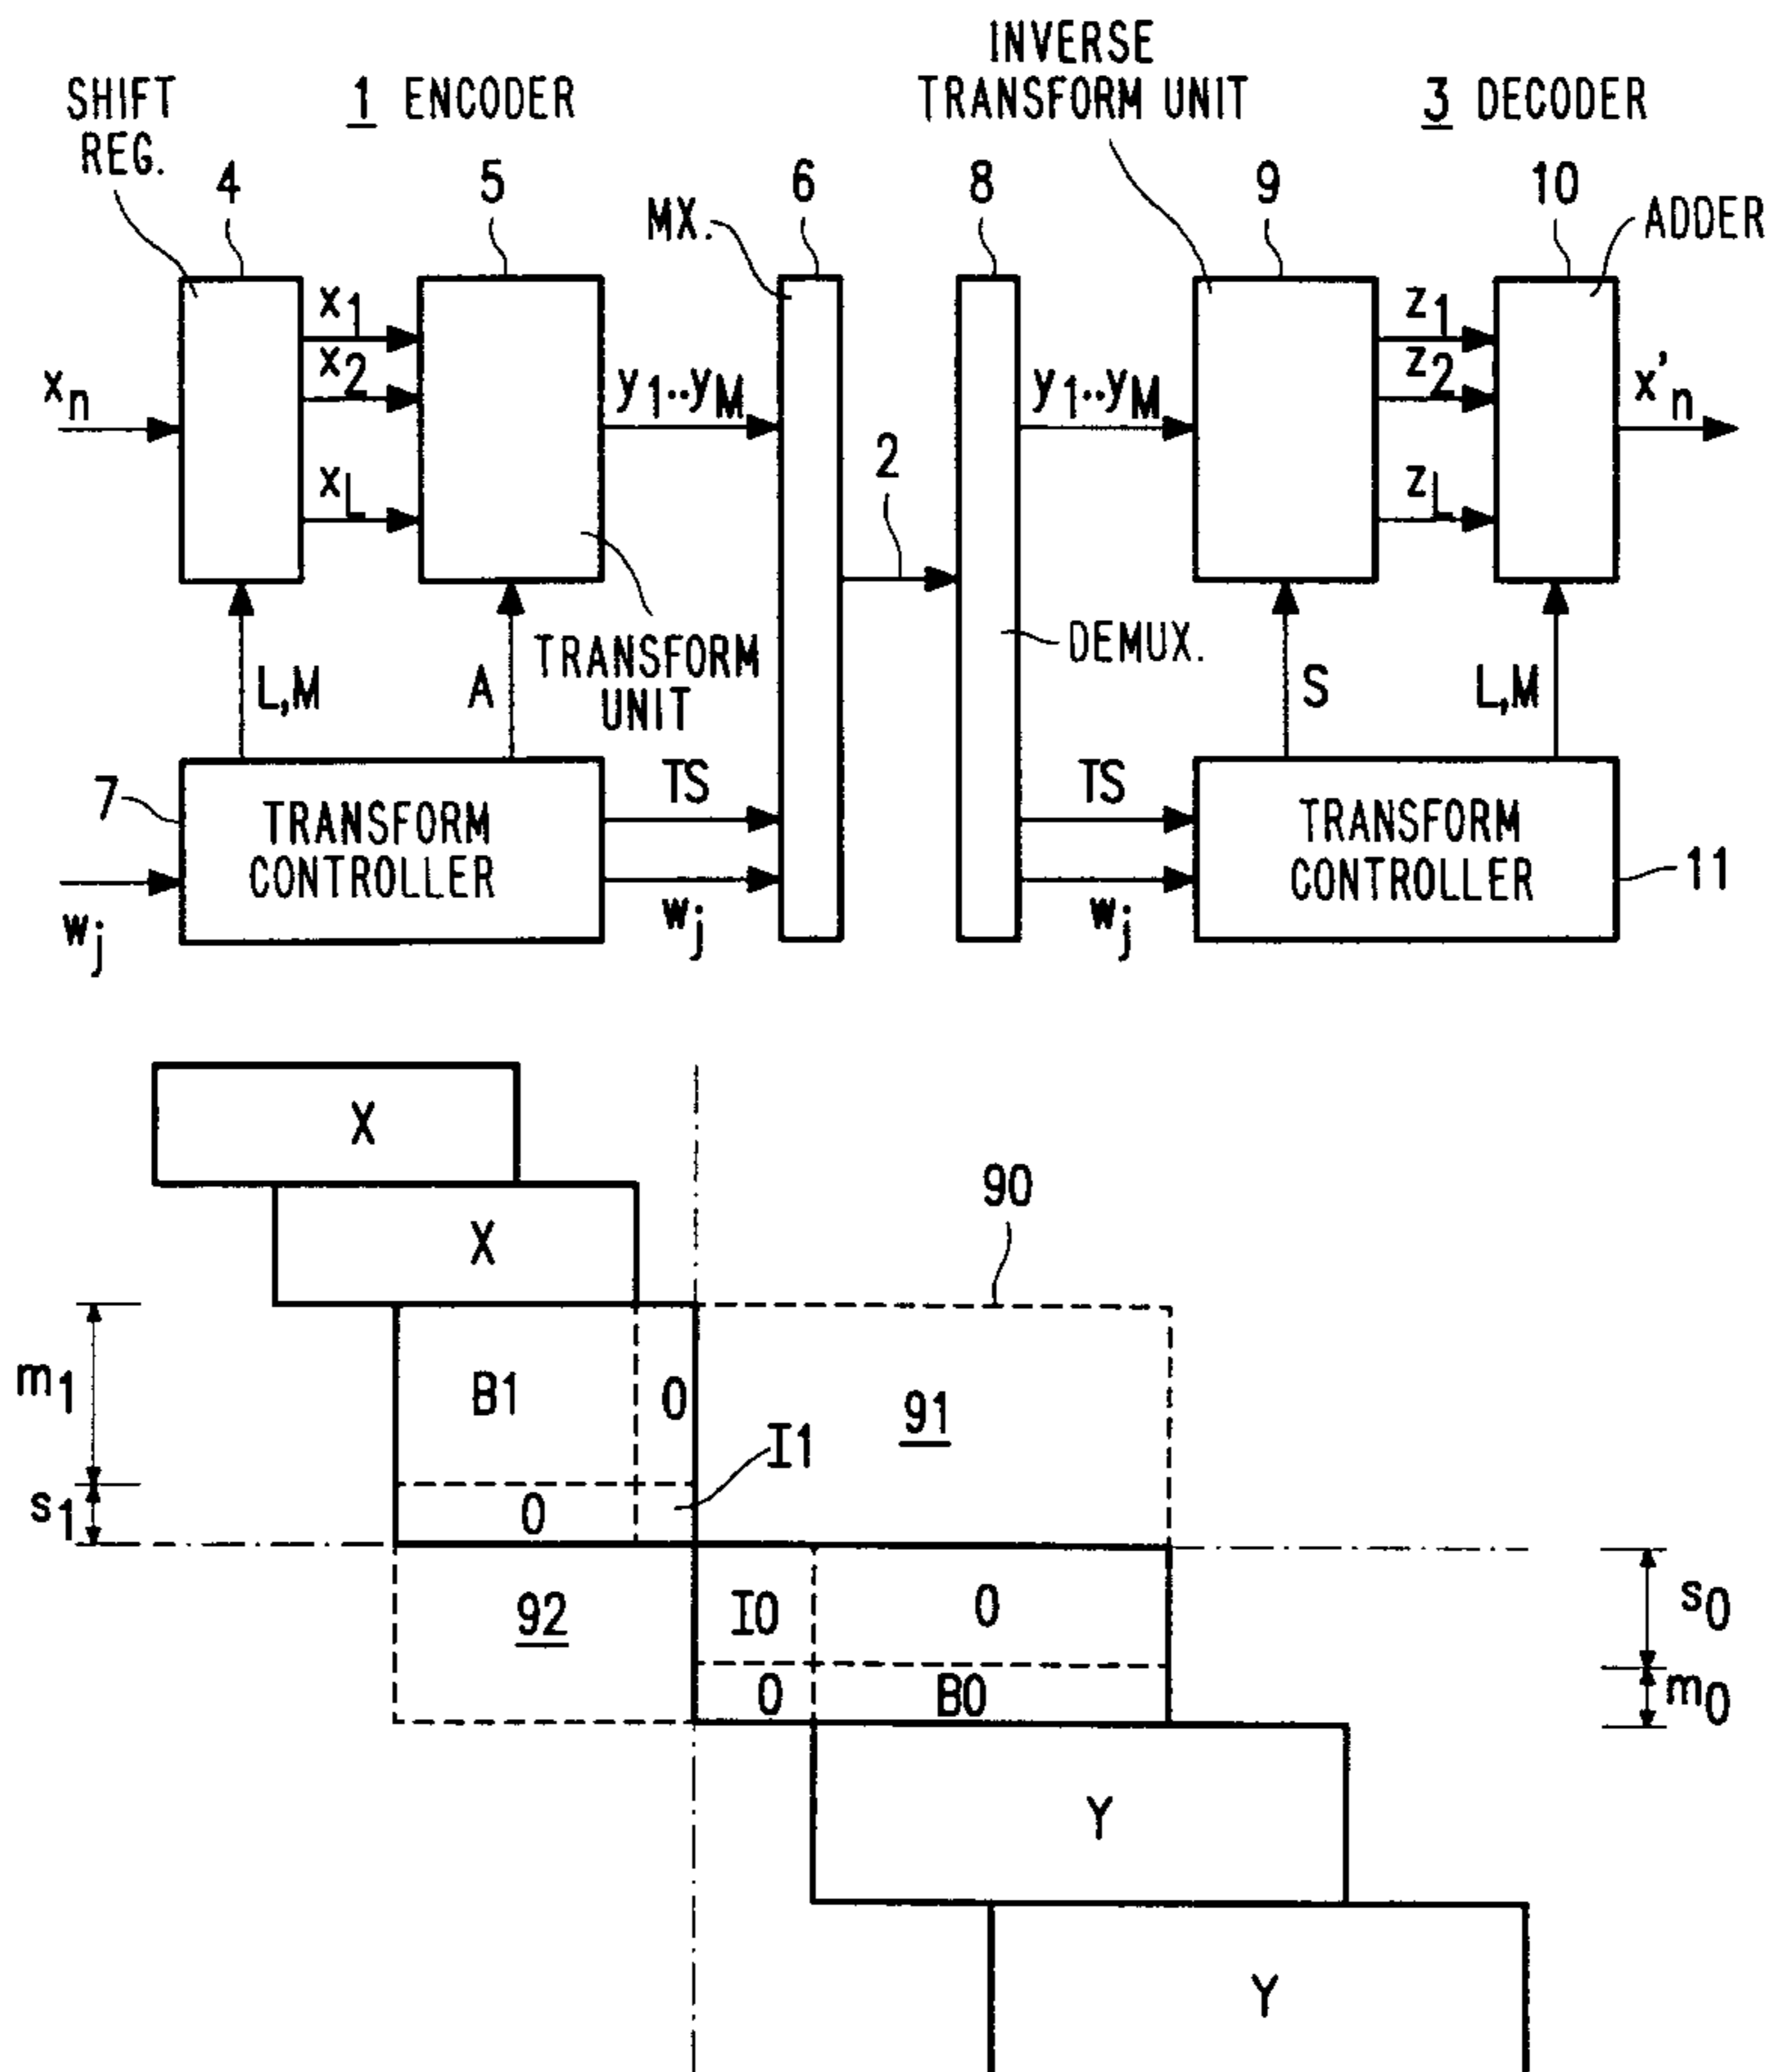 SHIFT
REG.
1 ENCODER
INVERSE
TRANSFORM UNIT
3 DECODER
4
5
MX.
6
8
9
10
ADDER
xn
x1
x2
xL
y1..yM
2
y1..yM
z1
z2
zL
x'n
L,M
A
TRANSFORM
UNIT
DEMUX.
S
L,M
7
TRANSFORM
CONTROLLER
TS
wj
wj
TS
wj
TRANSFORM
CONTROLLER
11
X
X
90
m1
B1
0
91
I1
s1
0
92
I0
0
s0
0
B0
m0
Y
Y